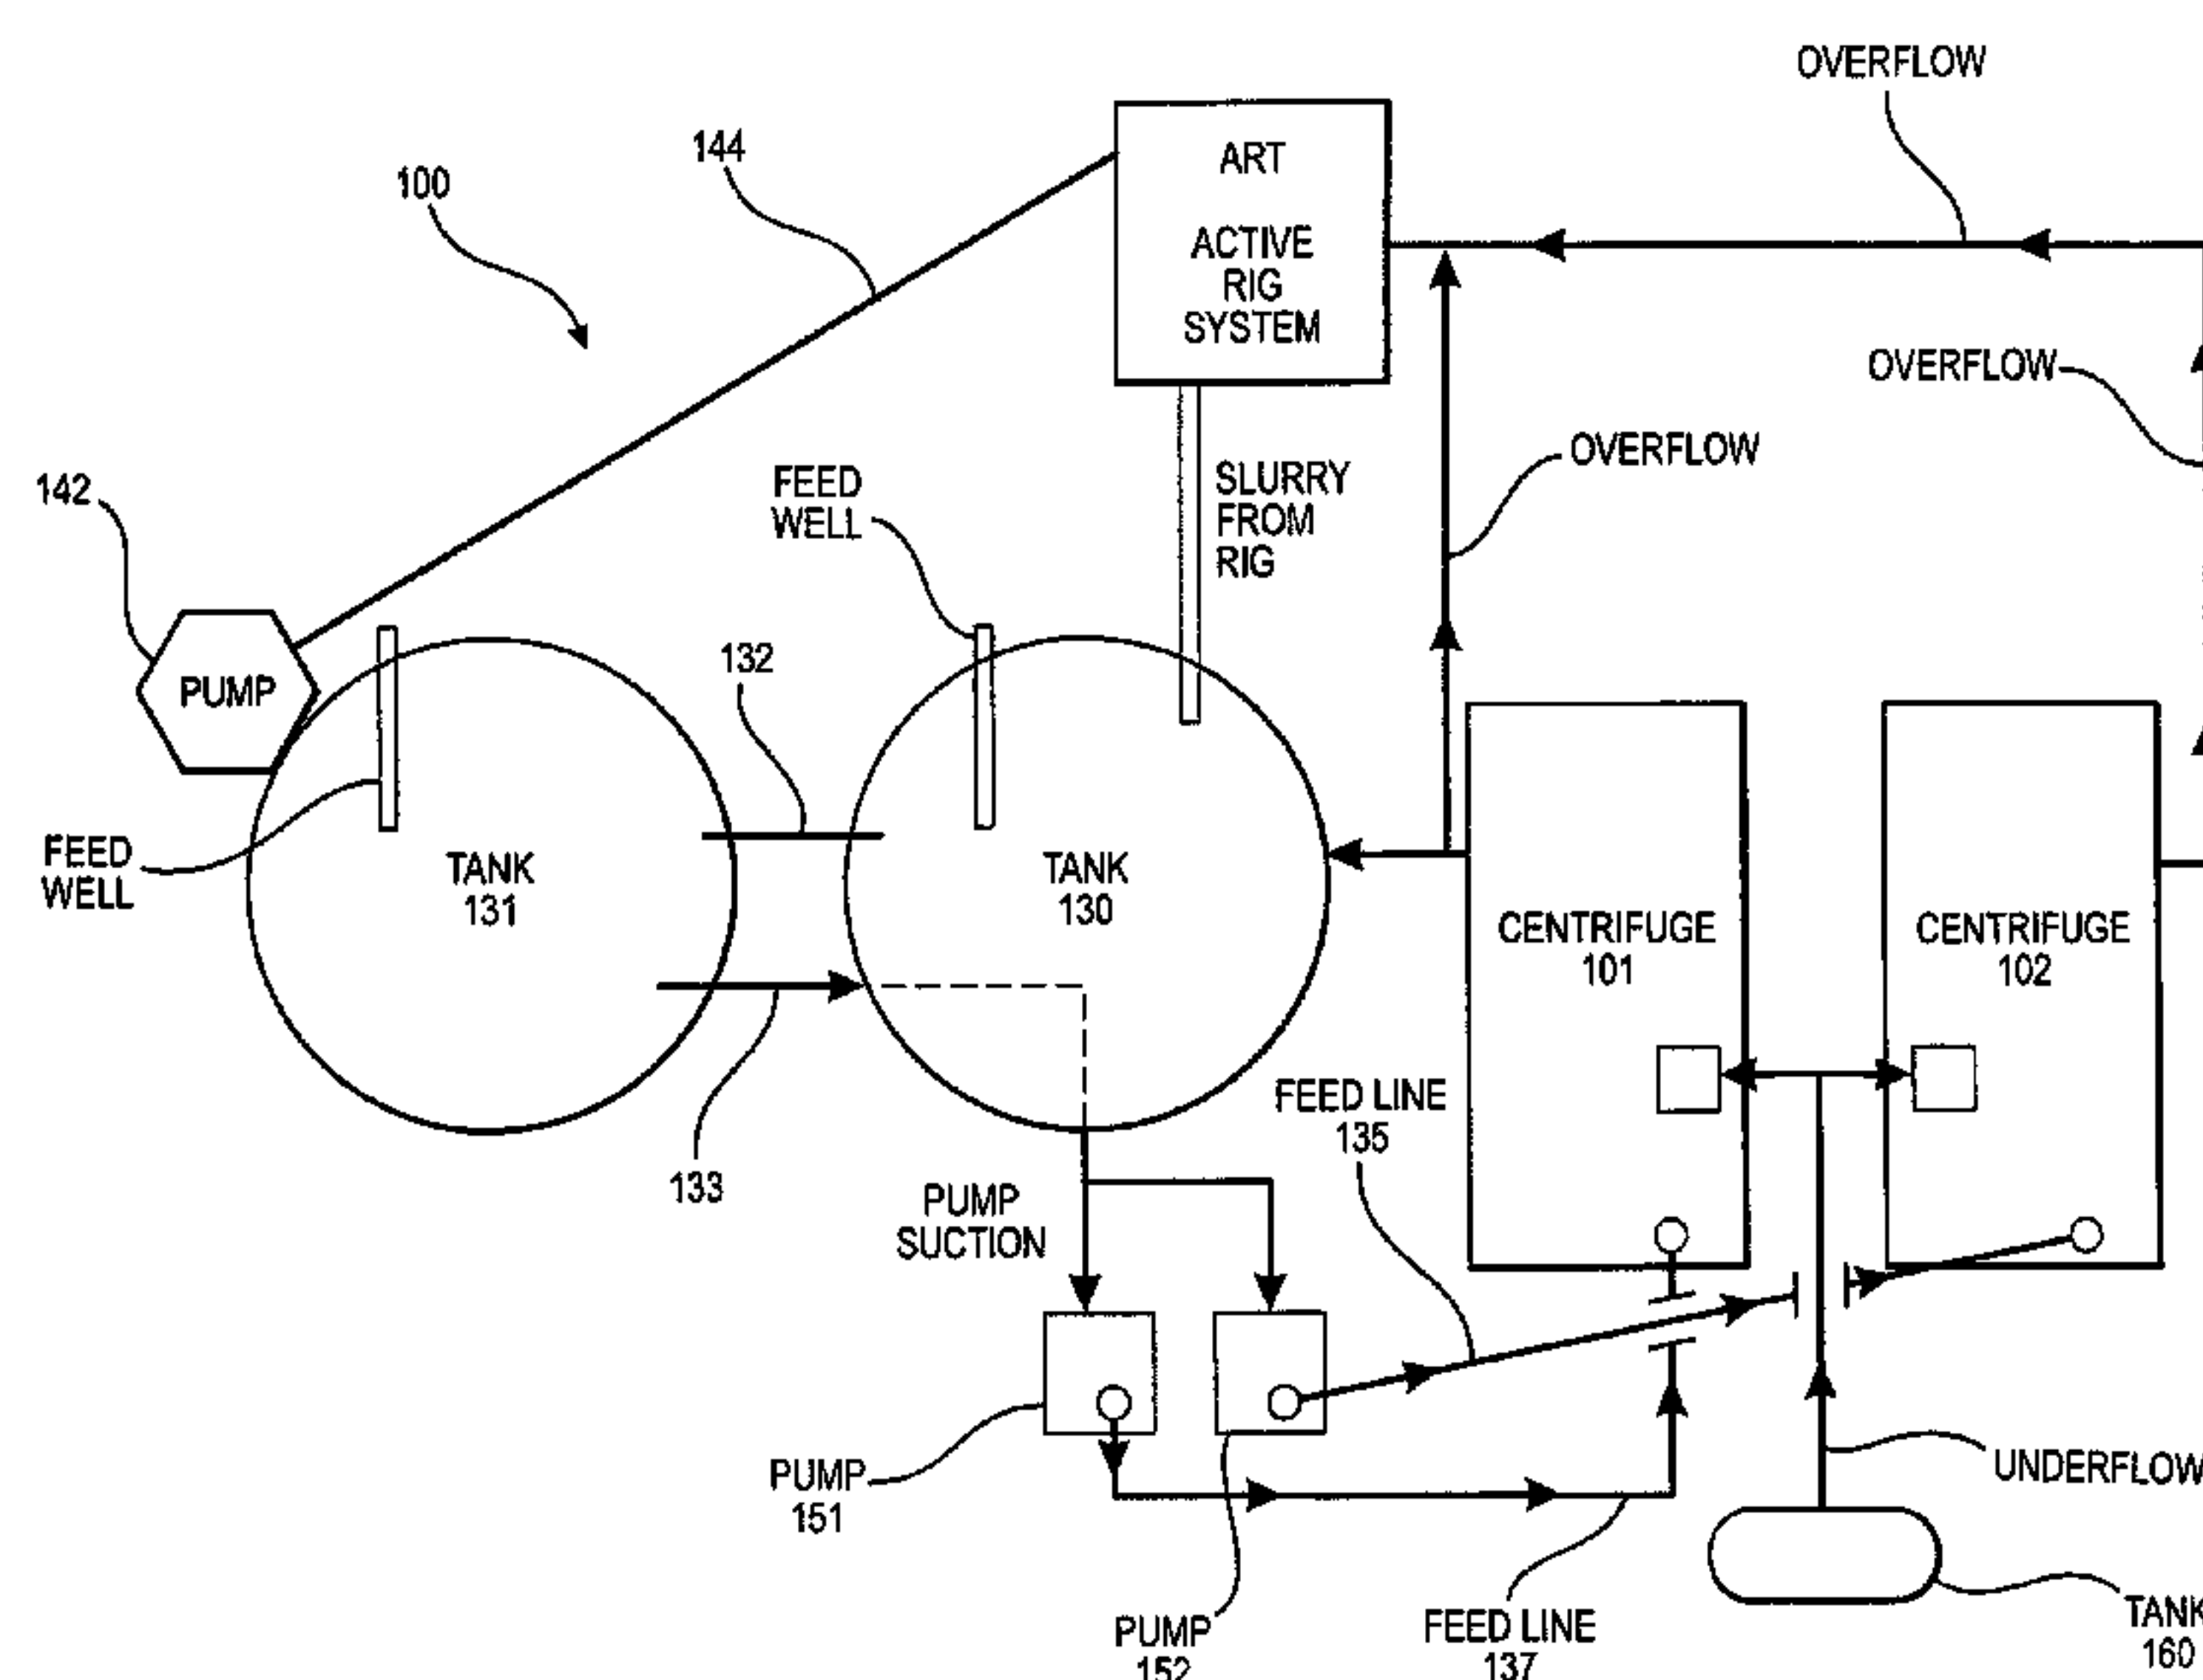 OVERFLOW
144
100
ART
ACTIVE
RIG
SYSTEM
OVERFLOW
OVERFLOW
142
FEED
WELL
SLURRY
FROM
RIG
PUMP
132
FEED
WELL
TANK
131
TANK
130
CENTRIFUGE
101
CENTRIFUGE
102
FEED LINE
135
133
PUMP
SUCTION
PUMP
151
UNDERFLOW
PUMP
152
FEED LINE
137
TANK
160